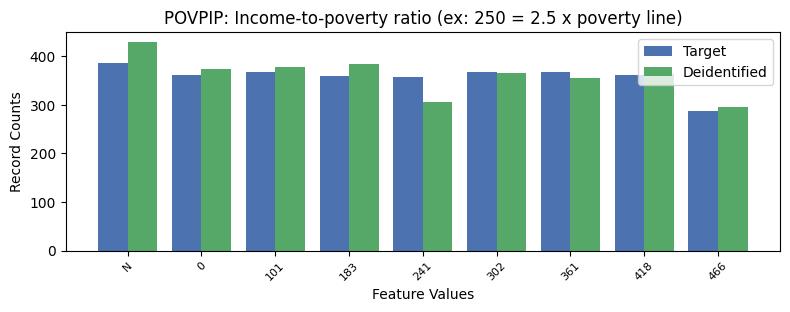 POVPIP: Income-to-poverty ratio (ex: 250 = 2.5 x poverty line)
Target
Deidentified
Record Counts
400
300
200
100
0
N 0 101 183 241 302 361 418 466
Feature Values